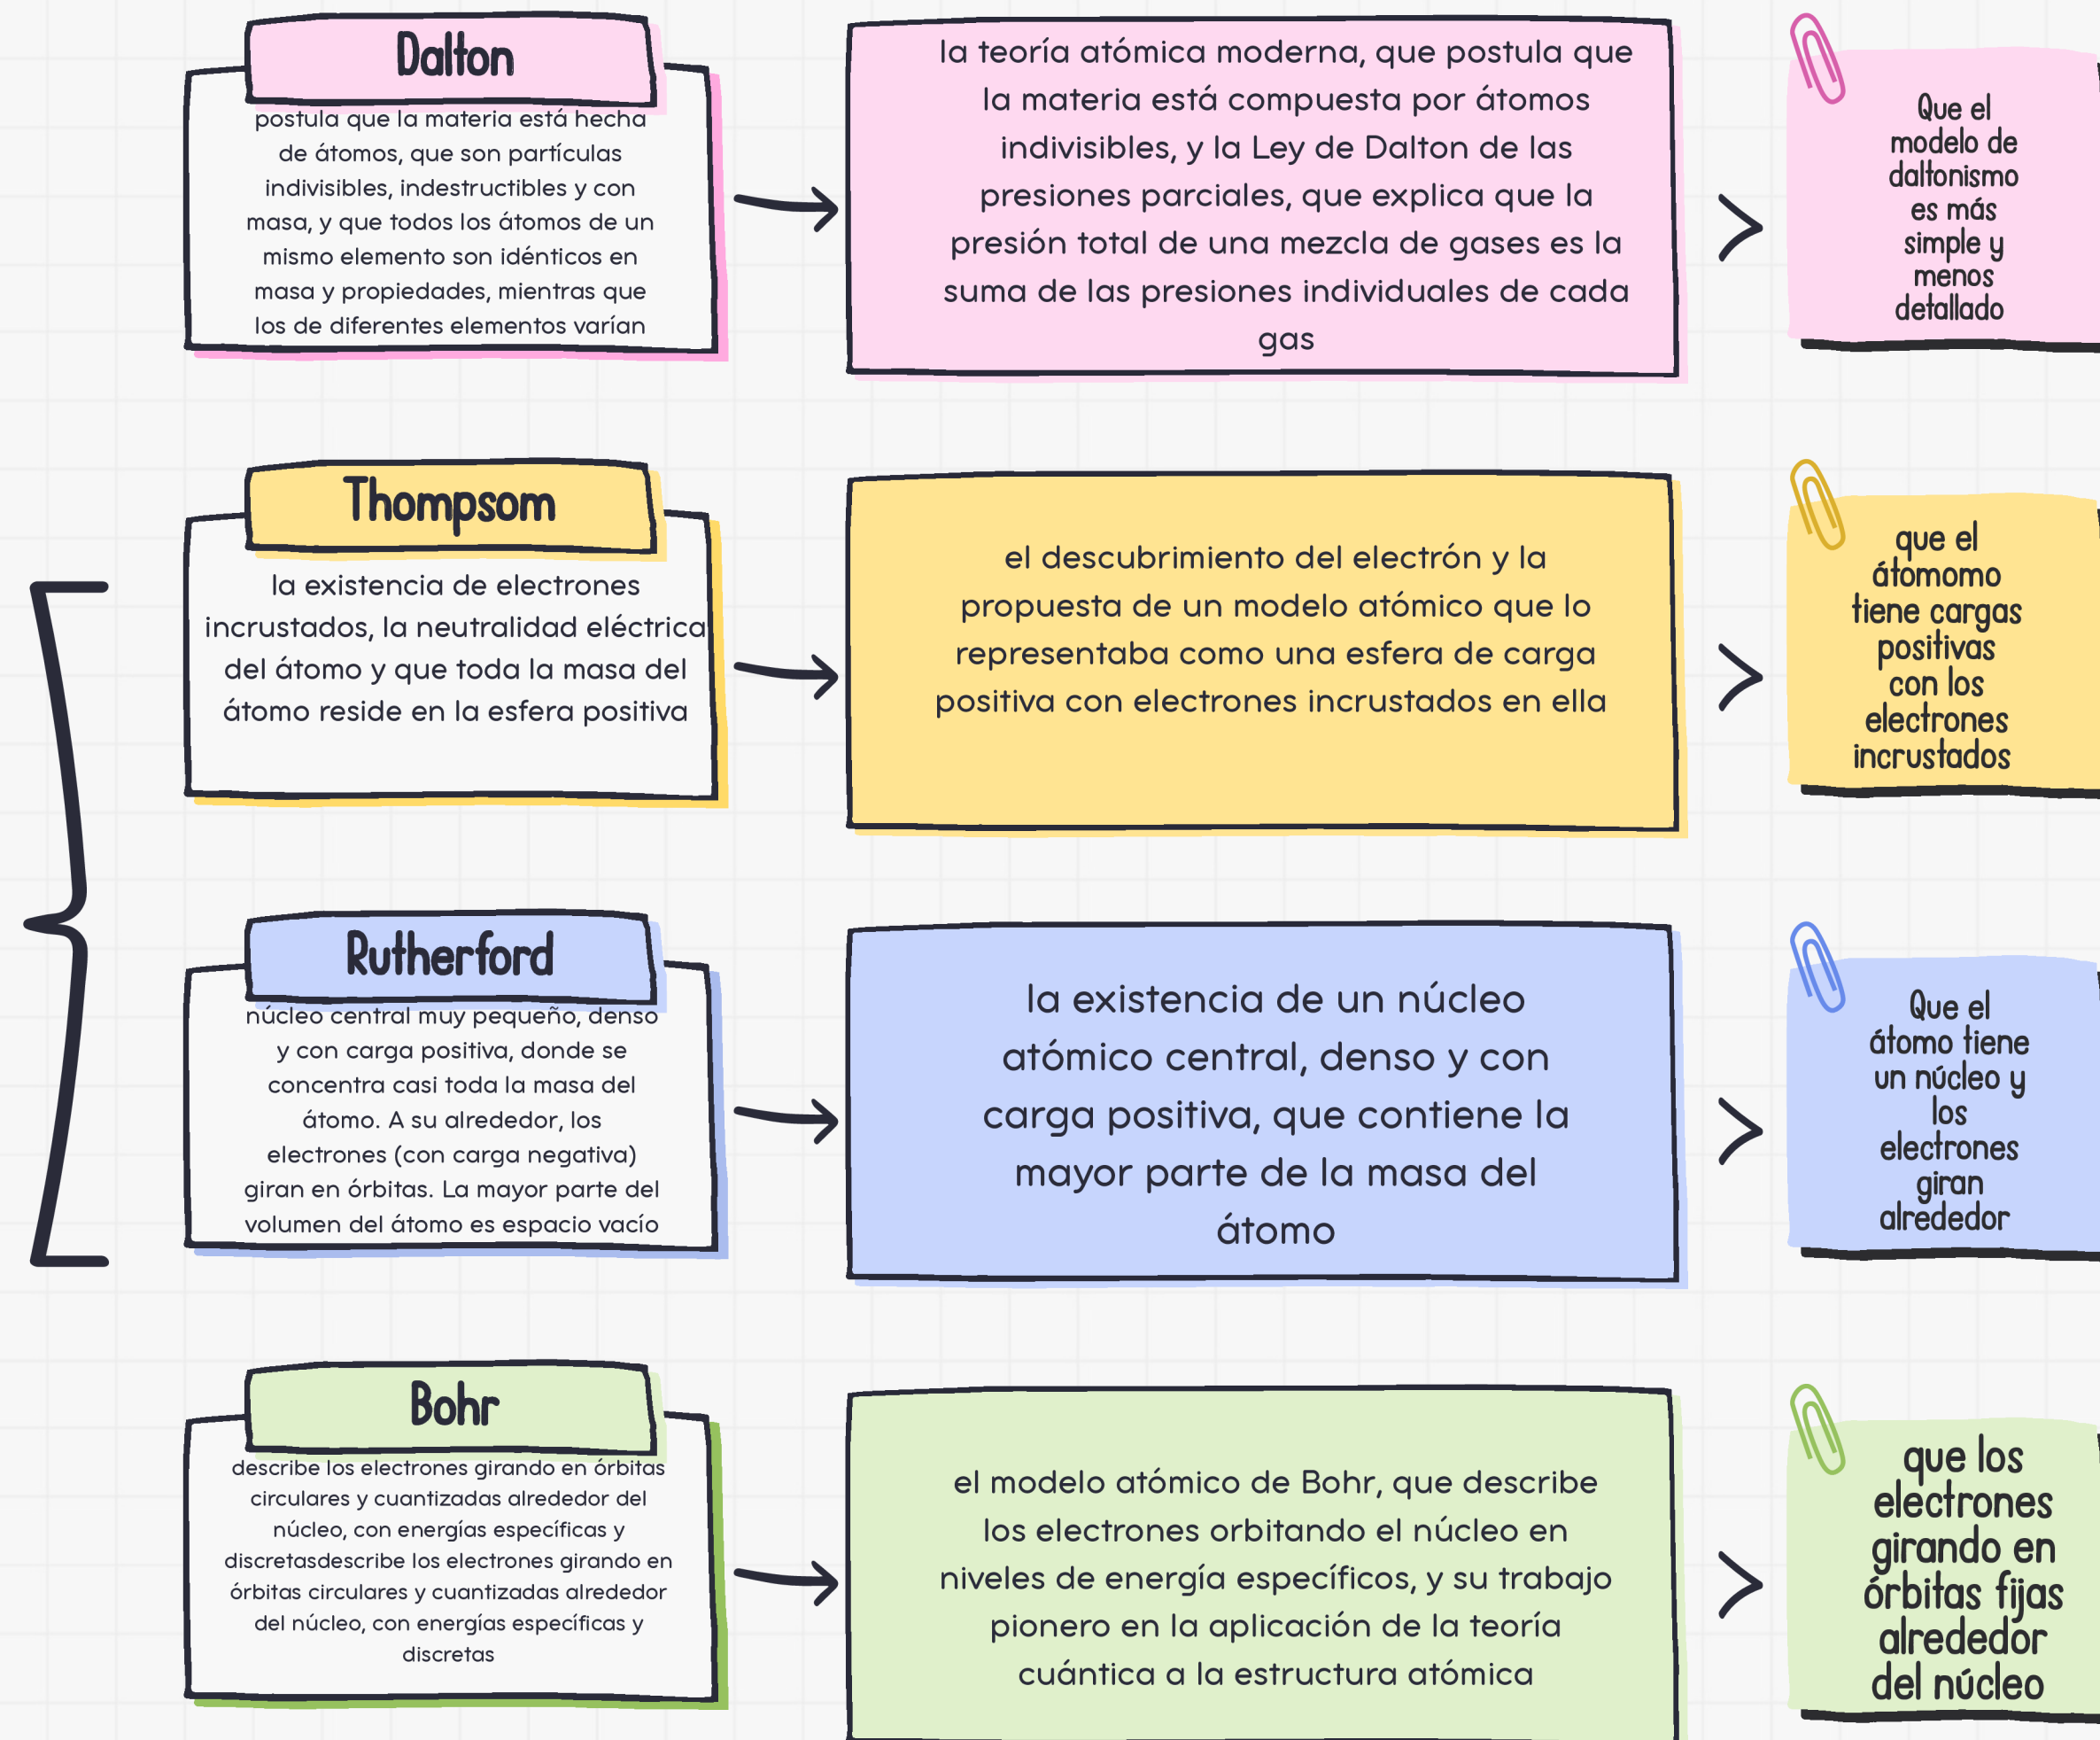 Dalton
postula que la materia está hecha
de átomos, que son partículas
indivisibles, indestructibles y con
masa, y que todos los átomos de un
mismo elemento son idénticos en
masa y propiedades, mientras que
los de diferentes elementos varían
la teoría atómica moderna, que postula que
la materia está compuesta por átomos
indivisibles, y la Ley de Dalton de las
presiones parciales, que explica que la
presión total de una mezcla de gases es la
suma de las presiones individuales de cada
gas
Que el
modelo de
daltonismo
es más
simple y
menos
detallado
Thompsom
la existencia de electrones
incrustados, la neutralidad eléctrica
del átomo y que toda la masa del
átomo reside en la esfera positiva
el descubrimiento del electrón y la
propuesta de un modelo atómico que lo
representaba como una esfera de carga
positiva con electrones incrustados en ella
que el
átomomo
tiene cargas
positivas
con los
electrones
incrustados
Rutherford
núcleo central muy pequeño, denso
y con carga positiva, donde se
concentra casi toda la masa del
átomo. A su alrededor, los
electrones (con carga negativa)
giran en órbitas. La mayor parte del
volumen del átomo es espacio vacío
la existencia de un núcleo
atómico central, denso y con
carga positiva, que contiene la
mayor parte de la masa del
átomo
Que el
átomo tiene
un núcleo y
los
electrones
giran
alrededor
Bohr
describe los electrones girando en órbitas
circulares y cuantizadas alrededor del
núcleo, con energías específicas y
discretasdescribe los electrones girando en
órbitas circulares y cuantizadas alrededor
del núcleo, con energías específicas y
discretas
el modelo atómico de Bohr, que describe
los electrones orbitando el núcleo en
niveles de energía específicos, y su trabajo
pionero en la aplicación de la teoría
cuántica a la estructura atómica
que los
electrones
girando en
órbitas fijas
alrededor
del núcleo